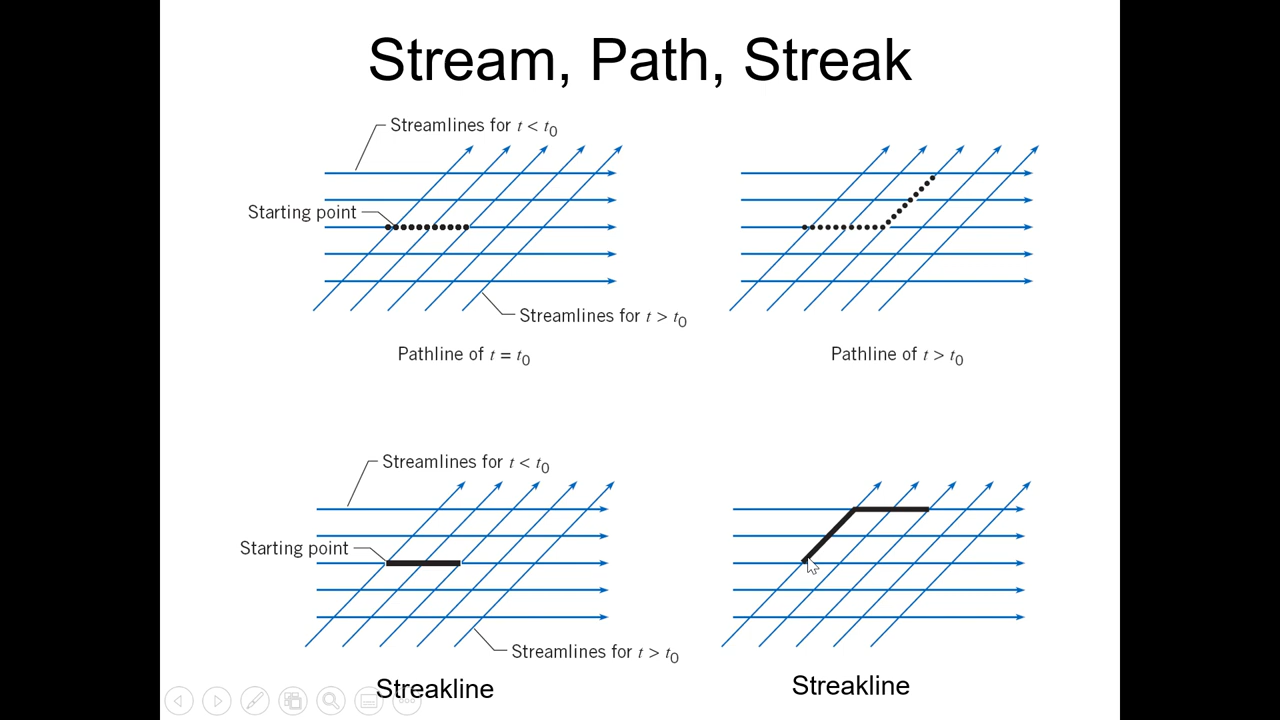 Stream, Path, Streak
Streamlines for t < t₀
Starting point
Streamlines for t > t₀
Pathline of t = t₀
Pathline of t > t₀
Streamlines for t < t₀
Starting point
Streamlines for t > t₀
Streakline
Streakline